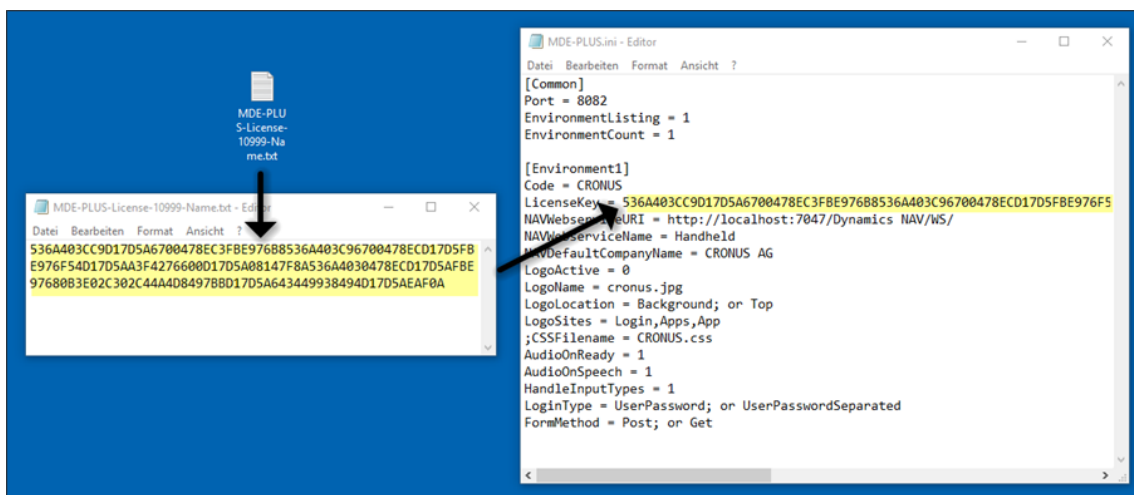 MDE-PLU
S-License-
10999-Na
me.txt
MDE-PLUS-License-10999-Name.txt - Editor
Datei Bearbeiten Format Ansicht ?
536A403CC9D17D5A6700478EC3FBE976B8536A403C96700478ECD17D5FB
E976F54D17D5AA3F4276600D17D5A08147F8A536A4030478ECD17D5AFBE
97680B3E02C302C44A4D8497BBD17D5A643449938494D17D5AEAF0A
MDE-PLUS.ini - Editor
Datei Bearbeiten Format Ansicht ?
[Common]
Port = 8082
EnvironmentListing = 1
EnvironmentCount = 1
[Environment1]
Code = CRONUS
LicenseKey = 536A403CC9D17D5A6700478EC3FBE976B8536A403C96700478ECD17D5FBE976F5
NAVWebserviceURI = http://localhost:7047/Dynamics NAV/WS/
NAVWebserviceName = Handheld
NAVDefaultCompanyName = CRONUS AG
LogoActive = 0
LogoName = cronus.jpg
LogoLocation = Background; or Top
LogoSites = Login,Apps,App
;CSSFilename = CRONUS.css
AudioOnReady = 1
AudioOnSpeech = 1
HandleInputTypes = 1
LoginType = UserPassword; or UserPasswordSeparated
FormMethod = Post; or Get